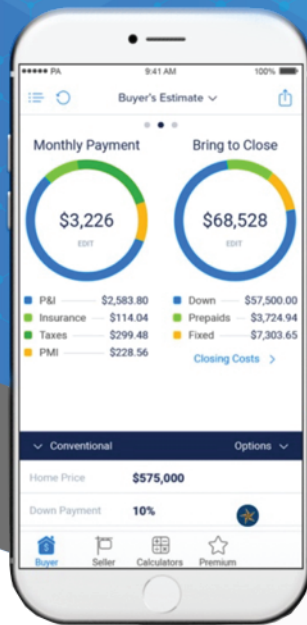 PA 9:41 AM 100%
Buyer's Estimate
Monthly Payment Bring to Close
$3,226 $68,528
EDIT EDIT
P&I $2,583.80 Down $57,500.00
Insurance $114.04 Prepaids $3,724.94
Taxes $299.48 Fixed $7,303.65
PMI $228.56 Closing Costs >
Conventional Options
Home Price $575,000
Down Payment 10%
Buyer Seller Calculators Premium